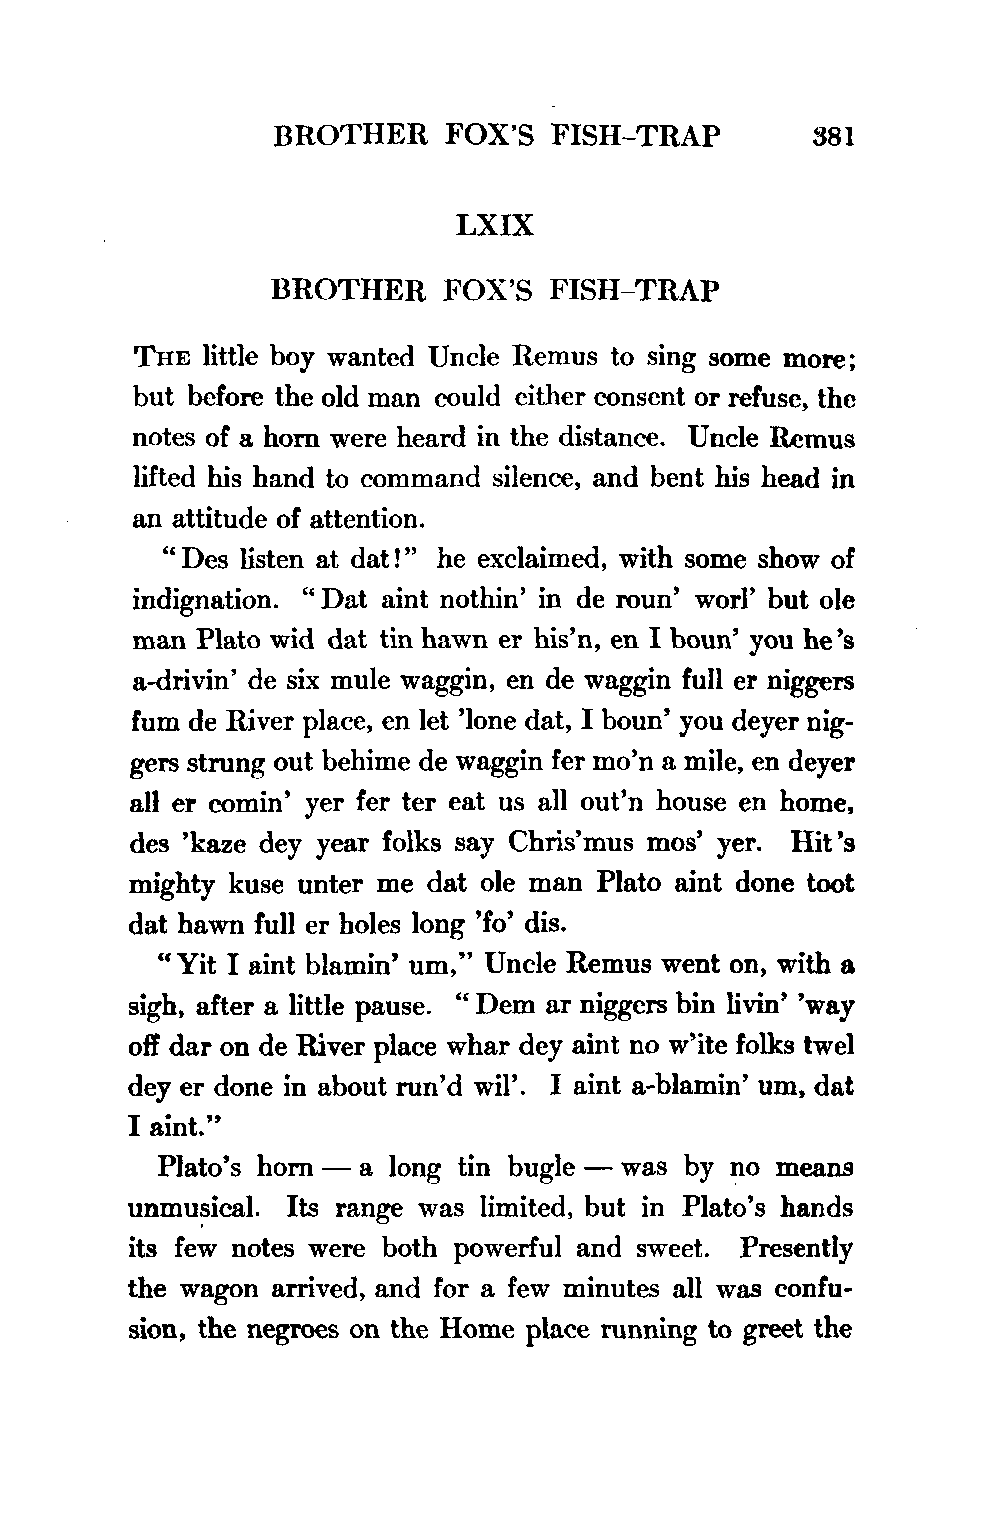 BROTHER FOX'S FISH-TRAP 381
LXIX
BROTHER FOX'S FISH-TRAP
THE little boy wanted Uncle Remus to sing some more;
but before the old man could either consent or refuse, the
notes of a horn were heard in the distance. Uncle Remus
lifted his hand to command silence, and bent his head in
an attitude of attention.
"Des listen at dat!" he exclaimed, with some show of
indignation. "Dat aint nothin' in de roun' worl' but ole
man Plato wid dat tin hawn er his'n, en I boun' you he's
a-drivin' de six mule waggin, en de waggin full er niggers
fum de River place, en let 'lone dat, I boun' you deyer nig-
gers strung out behime de waggin fer mo'n a mile, en deyer
all er comin' yer fer ter eat us all out'n house en home,
des 'kaze dey year folks say Chris'mus mos' yer. Hit's
mighty kuse unter me dat ole man Plato aint done toot
dat hawn full er holes long 'fo' dis.
"Yit I aint blamin' um," Uncle Remus went on, with a
sigh, after a little pause. "Dem ar niggers bin livin' 'way
off dar on de River place whar dey aint no w'ite folks twel
dey er done in about run'd wil'. I aint a-blamin' um, dat
I aint."
Plato's horn — a long tin bugle — was by no means
unmusical. Its range was limited, but in Plato's hands
its few notes were both powerful and sweet. Presently
the wagon arrived, and for a few minutes all was confu-
sion, the negroes on the Home place running to greet the